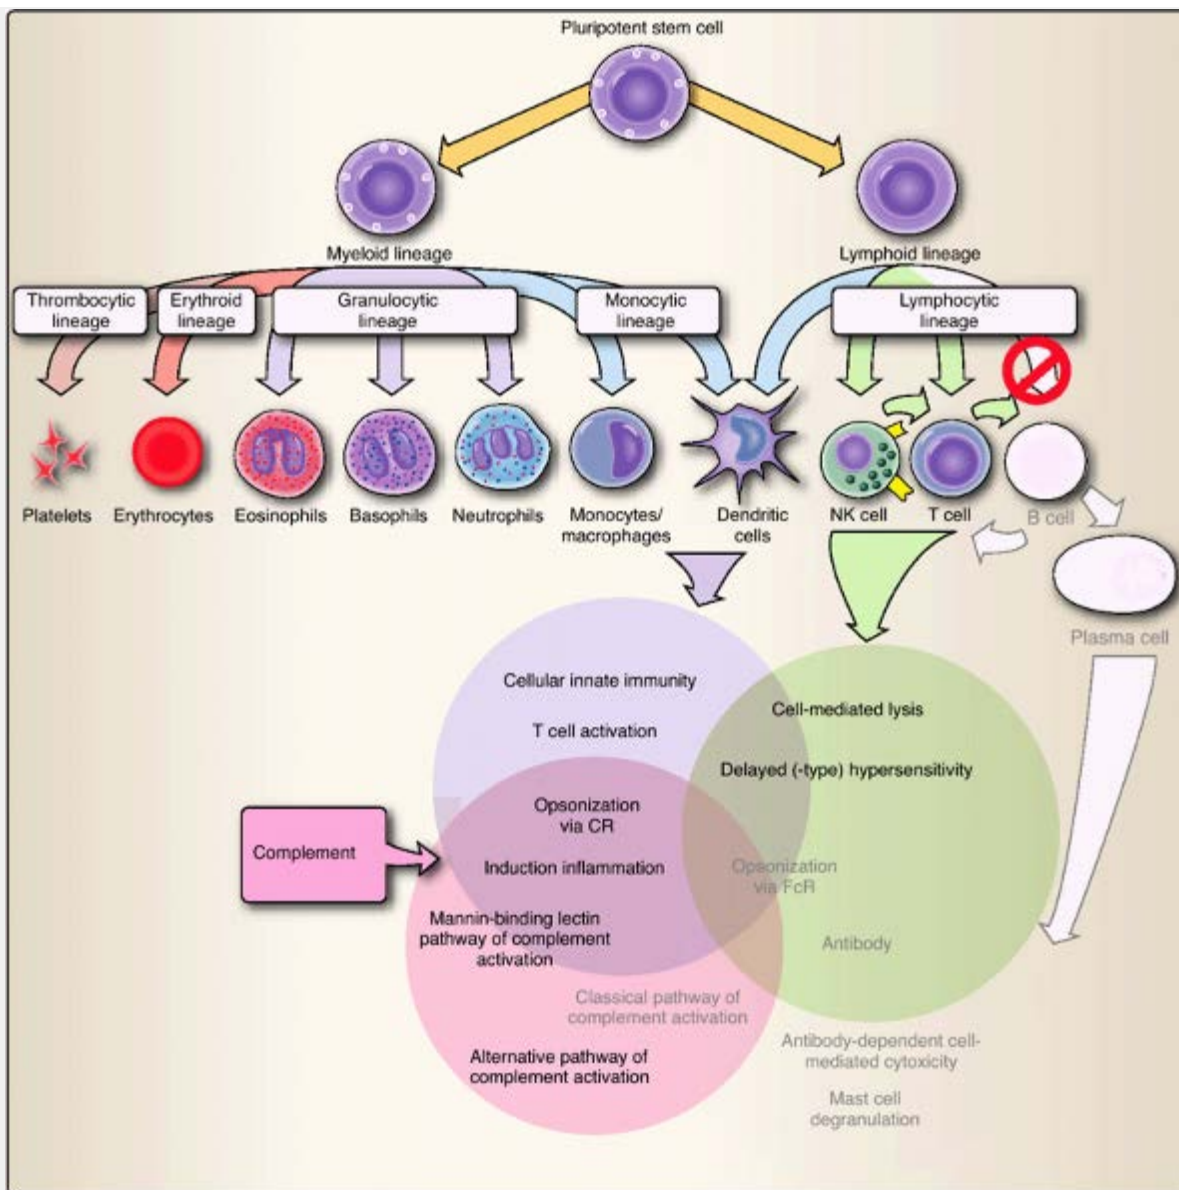 Pluripotent stem cell
Myeloid lineage
Lymphoid lineage
Thrombocytic
lineage
Erythroid
lineage
Granulocytic
lineage
Monocytic
lineage
Lymphocytic
lineage
Platelets
Erythrocytes
Eosinophils
Basophils
Neutrophils
Monocytes/
macrophages
Dendritic
cells
NK cell
T cell
B cell
Plasma cell
Cellular innate immunity
T cell activation
Cell-mediated lysis
Delayed (-type) hypersensitivity
Opsonization
via CR
Complement
Induction inflammation
Opsonization
via FcR
Mannin-binding lectin
pathway of complement
activation
Antibody
Classical pathway of
complement activation
Alternative pathway of
complement activation
Antibody-dependent cell-
mediated cytoxicity
Mast cell
degranulation